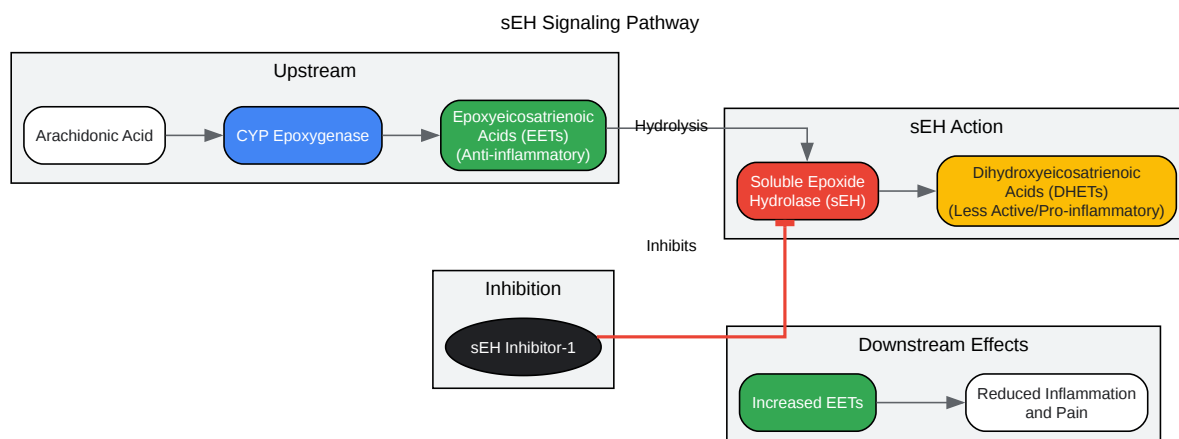 sEH Signaling Pathway
Upstream
Arachidonic Acid
CYP Epoxygenase
Epoxyeicosatrienoic
Acids (EETs)
(Anti-inflammatory)
Hydrolysis
sEH Action
Soluble Epoxide
Hydrolase (sEH)
Dihydroxyeicosatrienoic
Acids (DHETs)
(Less Active/Pro-inflammatory)
Inhibits
Inhibition
sEH Inhibitor-1
Downstream Effects
Increased EETs
Reduced Inflammation
and Pain